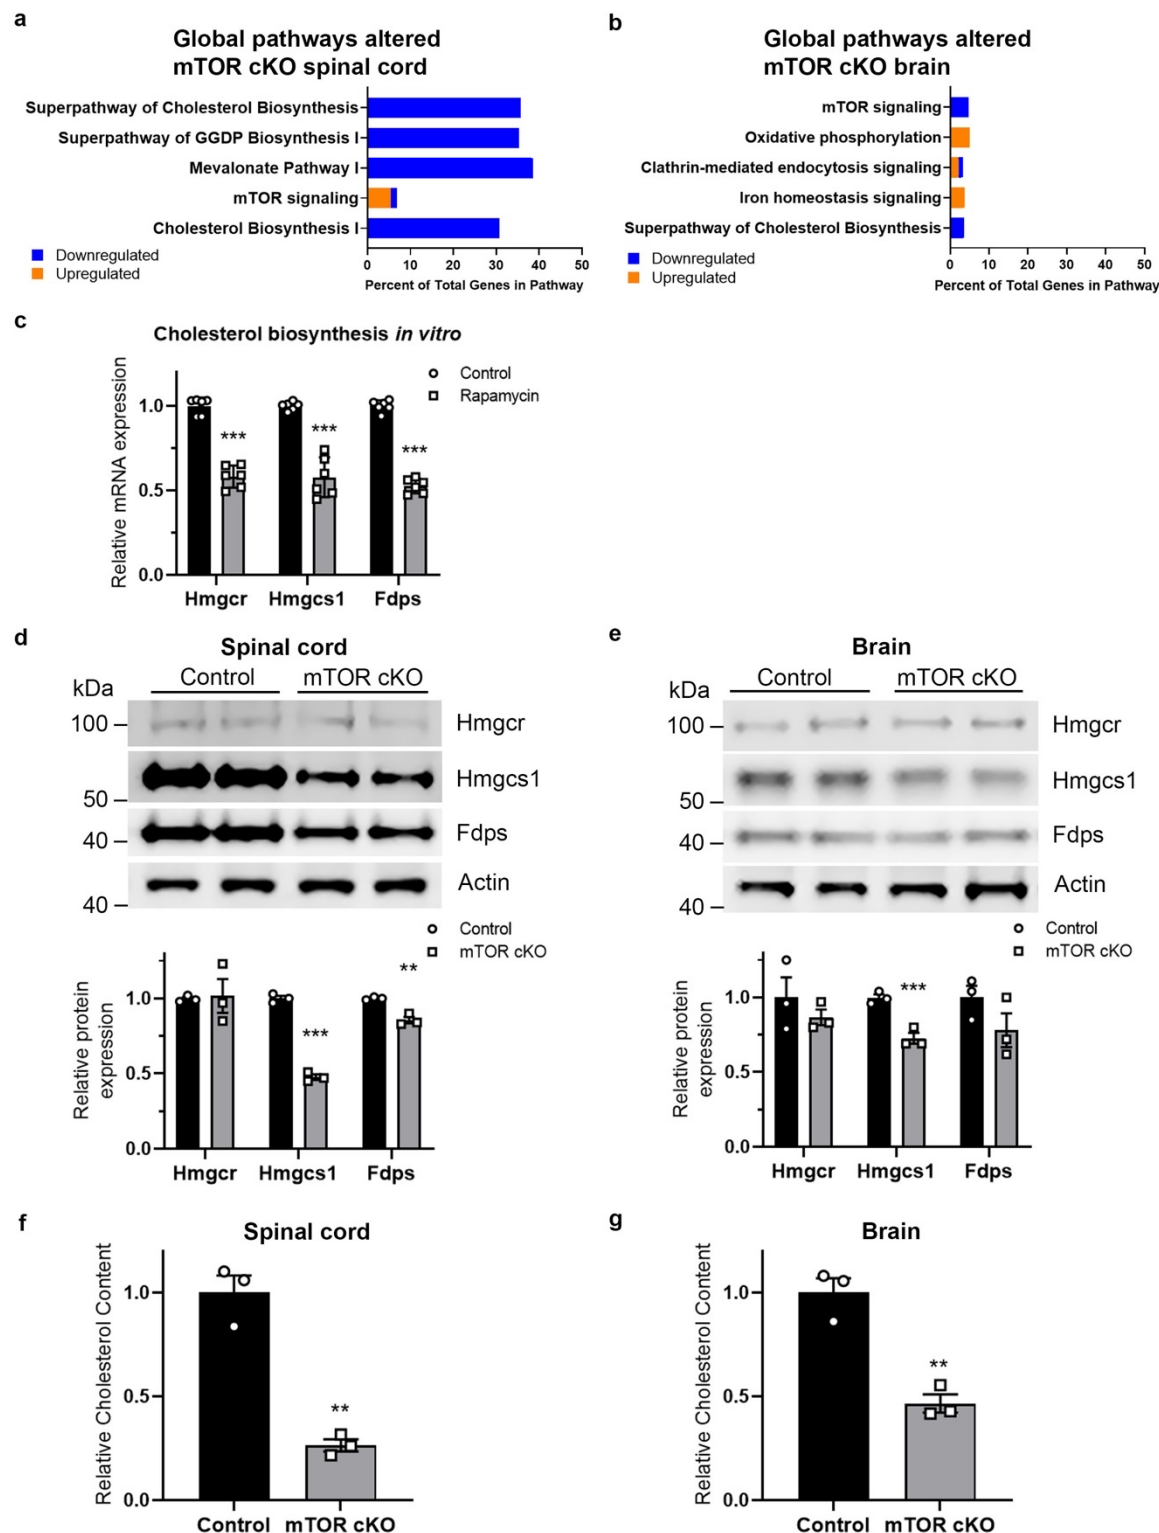 a
Global pathways altered
mTOR cKO spinal cord
Superpathway of Cholesterol Biosynthesis
Superpathway of GGDP Biosynthesis I
Mevalonate Pathway I
mTOR signaling
Cholesterol Biosynthesis I
Downregulated
Upregulated
0 10 20 30 40 50
Percent of Total Genes in Pathway
b
Global pathways altered
mTOR cKO brain
mTOR signaling
Oxidative phosphorylation
Clathrin-mediated endocytosis signaling
Iron homeostasis signaling
Superpathway of Cholesterol Biosynthesis
Downregulated
Upregulated
0 10 20 30 40 50
Percent of Total Genes in Pathway
c
Cholesterol biosynthesis in vitro
Relative mRNA expression
Control
Rapamycin
1.0
0.5
0.0
*** *** ***
Hmgcr Hmgcs1 Fdps
d
Spinal cord
Control mTOR cKO
kDa
100 Hmgcr
Hmgcs1
50
40 Fdps
Actin
40
Control
mTOR cKO
Relative protein
expression
1.0
0.5
0.0
*** **
Hmgcr Hmgcs1 Fdps
e
Brain
Control mTOR cKO
kDa
100 Hmgcr
Hmgcs1
50
40 Fdps
Actin
40
Control
mTOR cKO
Relative protein
expression
1.0
0.5
0.0
***
Hmgcr Hmgcs1 Fdps
f
Spinal cord
Relative Cholesterol Content
1.0
0.5
0.0
**
Control mTOR cKO
g
Brain
Relative Cholesterol Content
1.0
0.5
0.0
**
Control mTOR cKO